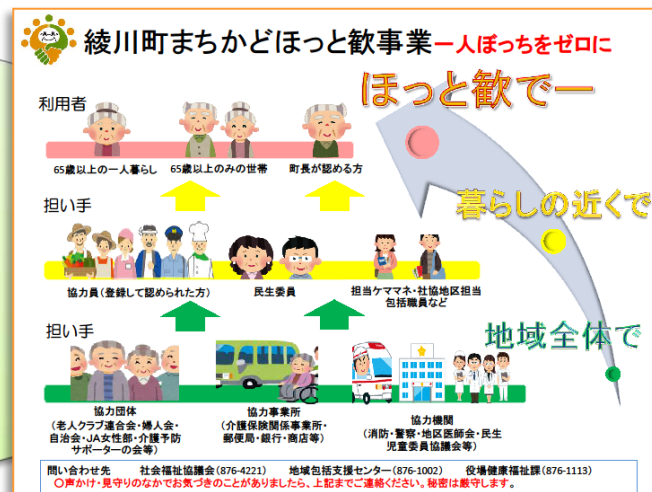 綾川町まちかどほっと歓事業ー一人ぼっちをゼロに
ほっと歓でー
利用者
65歳以上の一人暮らし 65歳以上のみの世帯 町長が認める方
暮らしの近くで
担い手
協力員(登録して認められた方) 民生委員 担当ケママネ・社協地区担当
包括職員など
地域全体で
担い手
協力団体
(老人クラブ連合会・婦人会・
自治会・JA女性部・介護予防
サポーターの会等)
協力事業所
(介護保険関係事業所・
郵便局・銀行・商店等)
協力機関
(消防・警察・地区医師会・民生
児童委員協議会等)
問い合わせ先 社会福祉協議会(876-4221) 地域包括支援センター(876-1002) 役場健康福祉課(876-1113)
○声かけ・見守りのなかでお気づきのことがありましたら、上記までご連絡ください。秘密は厳守します。